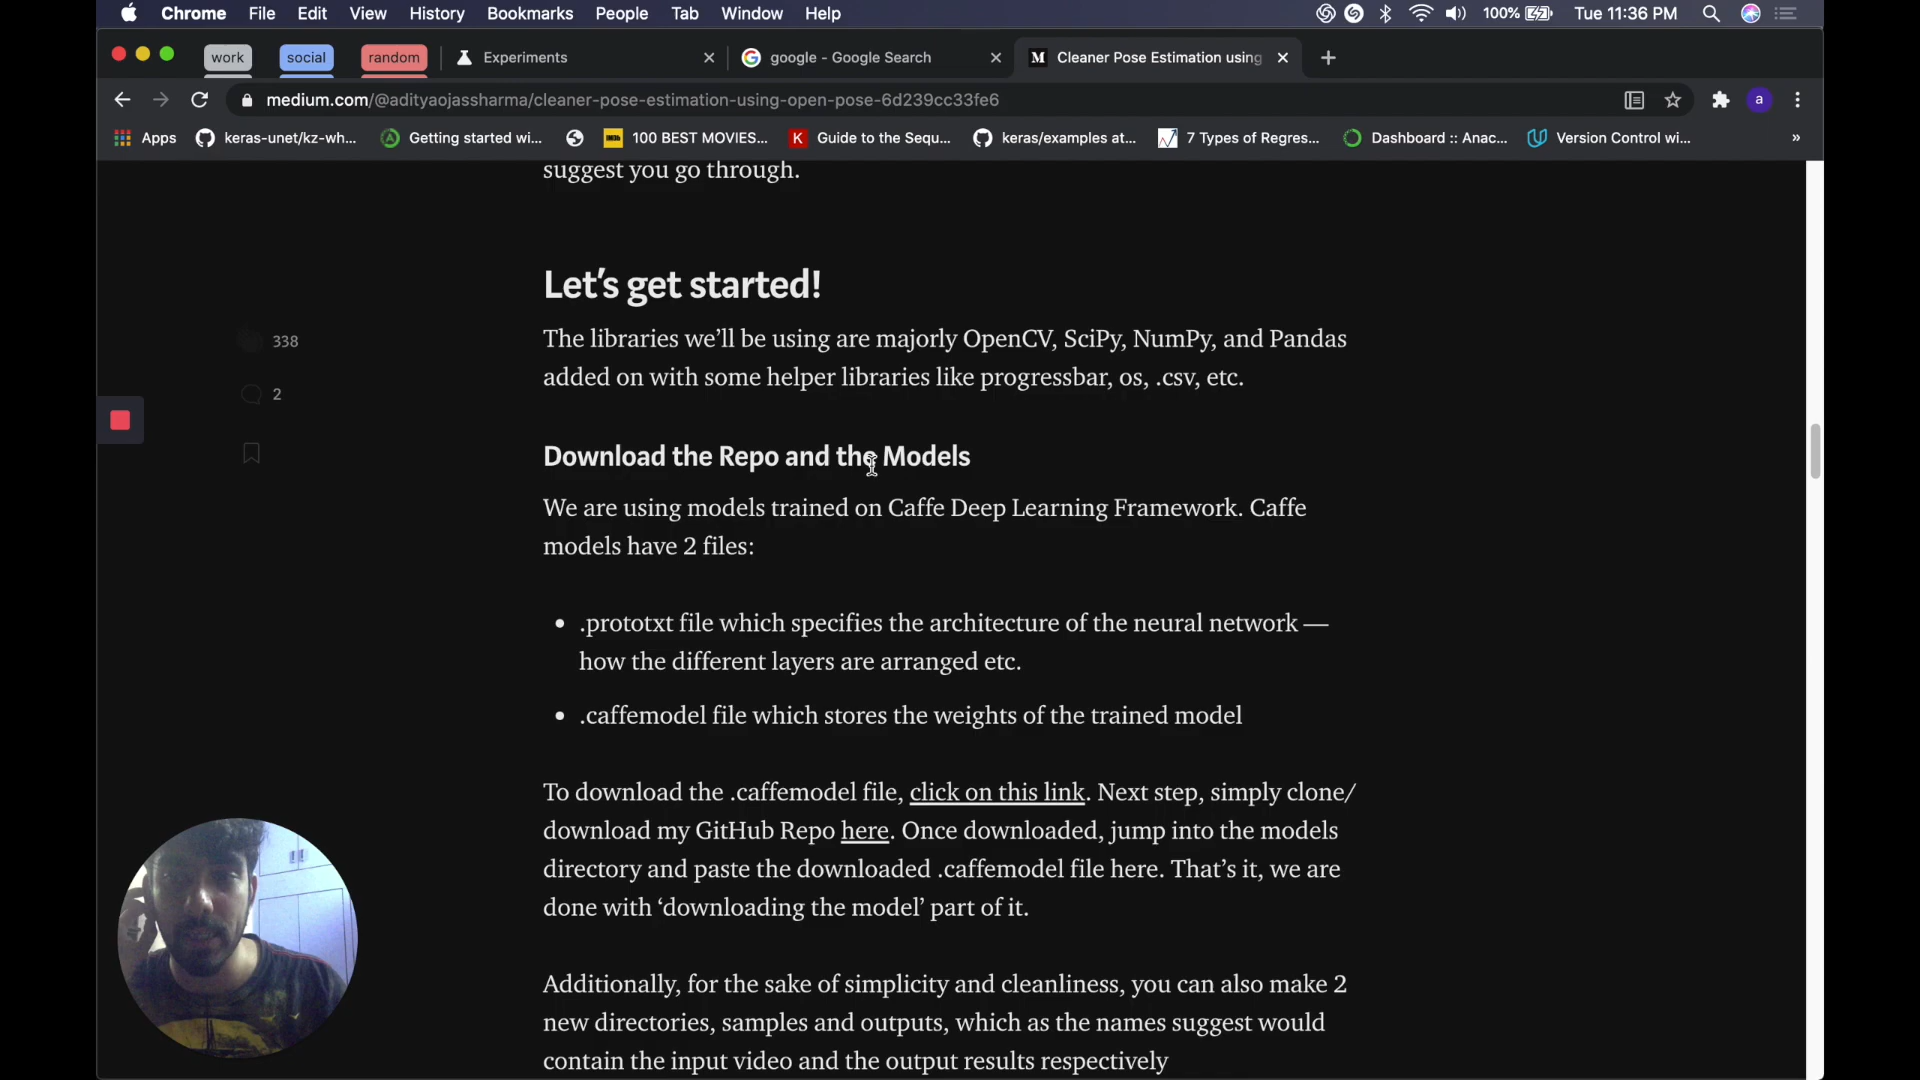 Chrome File Edit View History Bookmarks People Tab Window Help 100% Tue 11:36 PM
work social random Experiments google - Google Search M Cleaner Pose Estimation using
medium.com/@adityaojassharma/cleaner-pose-estimation-using-open-pose-6d239cc33fe6 a
Apps keras-unet/kz-wh... Getting started wi... 100 BEST MOVIES... K Guide to the Sequ... keras/examples at... 7 Types of Regres... Dashboard :: Anac... Version Control wi... »
suggest you go through.
Let’s get started!
The libraries we’ll be using are majorly OpenCV, SciPy, NumPy, and Pandas
added on with some helper libraries like progressbar, os, .csv, etc.
338
2
Download the Repo and the Models
We are using models trained on Caffe Deep Learning Framework. Caffe
models have 2 files:
• .prototxt file which specifies the architecture of the neural network —
how the different layers are arranged etc.
• .caffemodel file which stores the weights of the trained model
To download the .caffemodel file, click on this link. Next step, simply clone/
download my GitHub Repo here. Once downloaded, jump into the models
directory and paste the downloaded .caffemodel file here. That’s it, we are
done with ‘downloading the model’ part of it.
Additionally, for the sake of simplicity and cleanliness, you can also make 2
new directories, samples and outputs, which as the names suggest would
contain the input video and the output results respectively